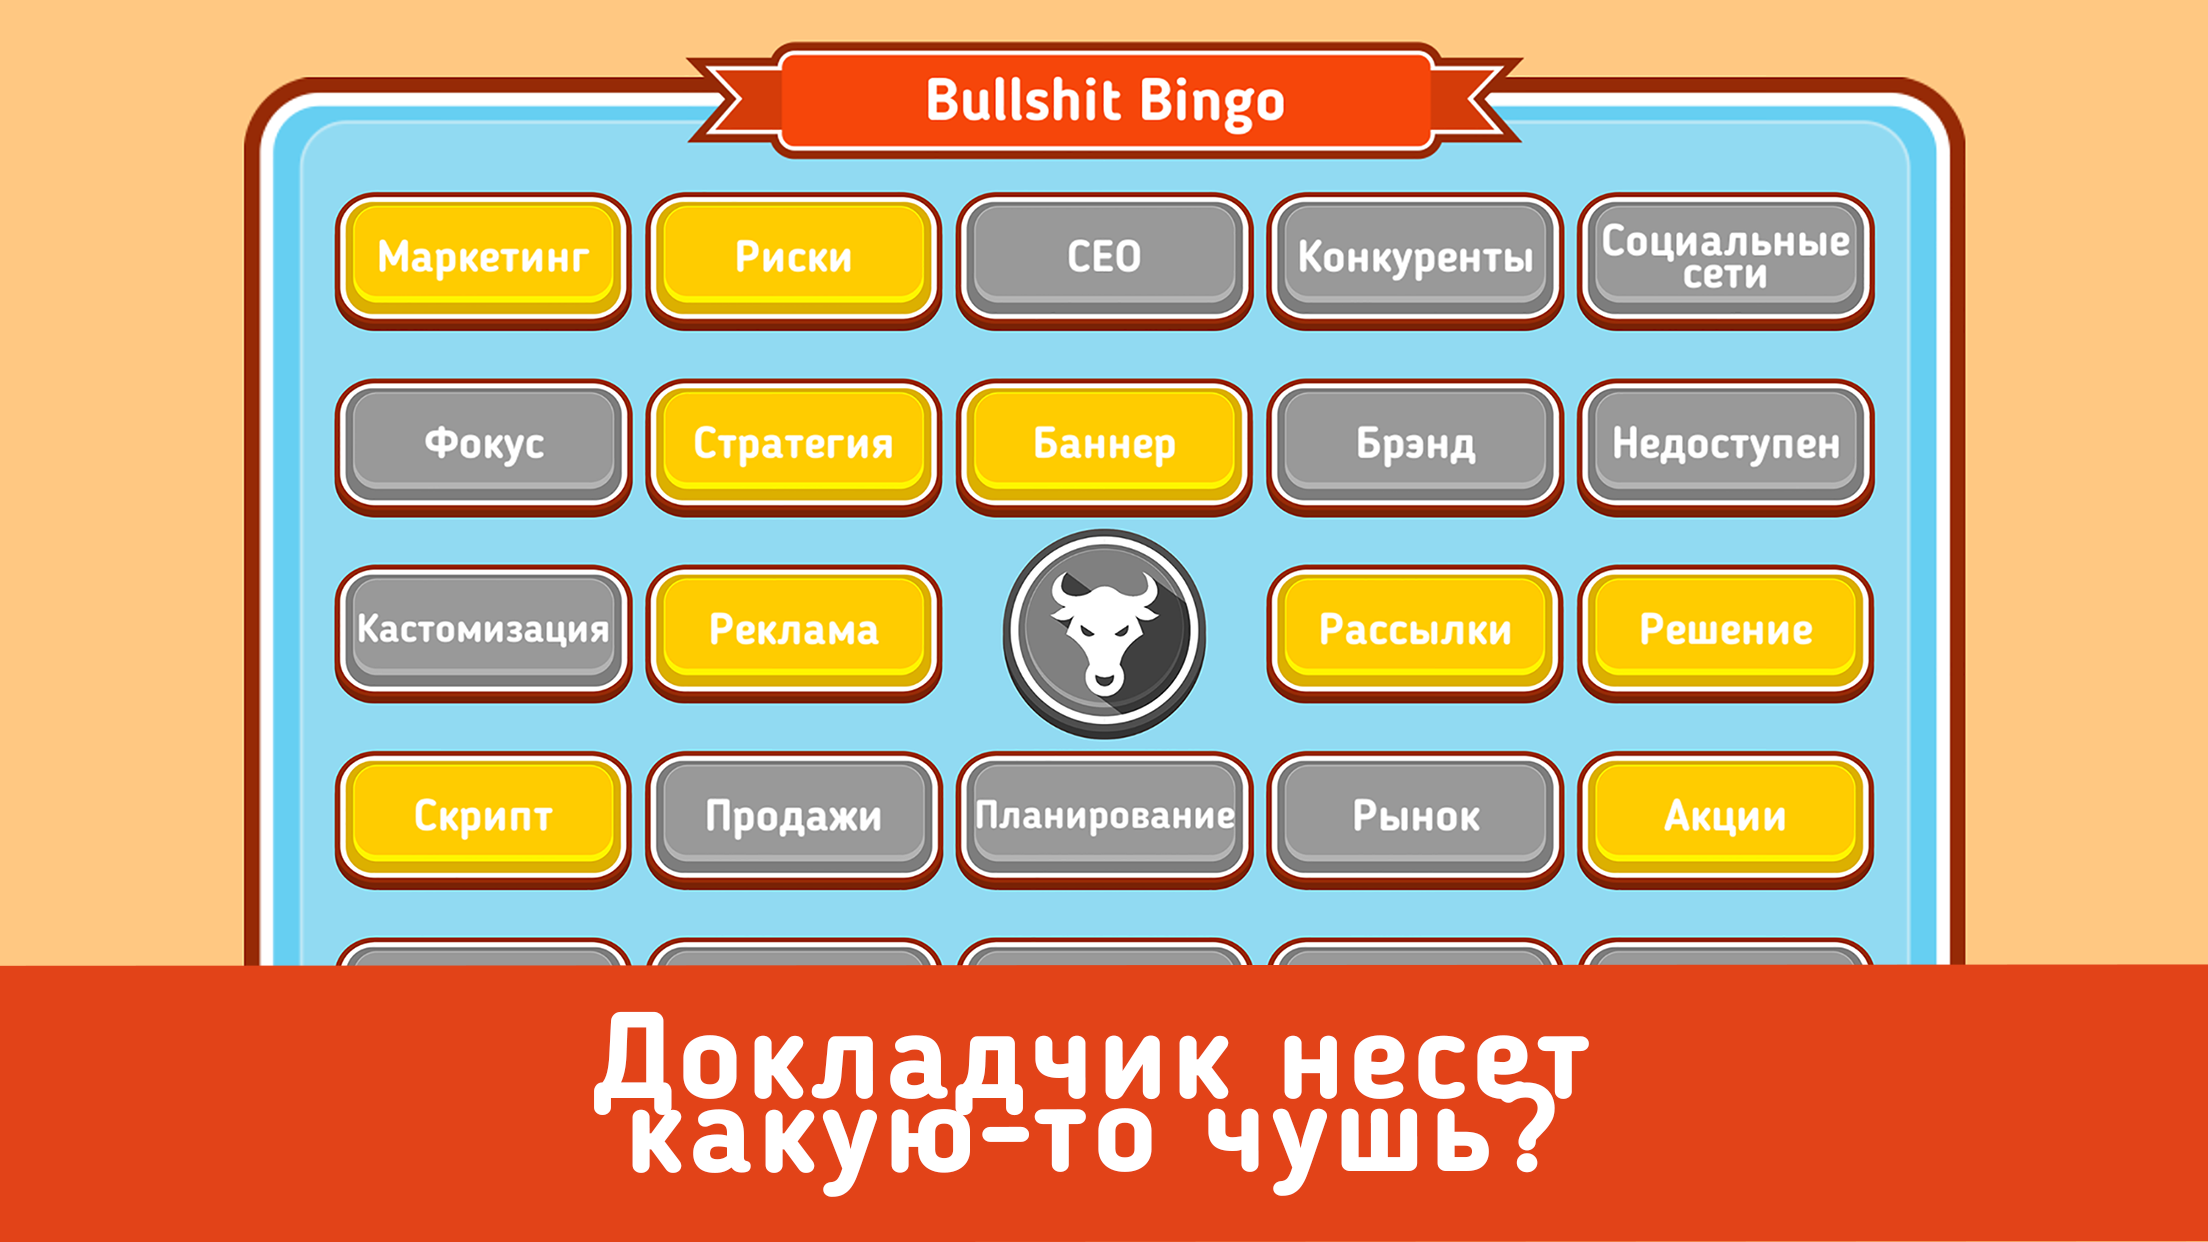 Bullshit Bingo
Маркетинг
Риски
CEO
Конкуренты
Социальные
сети
Фокус
Стратегия
Баннер
Брэнд
Недоступен
Кастомизация
Реклама
Рассылки
Решение
Скрипт
Продажи
Планирование
Рынок
Акции
Докладчик несет
какую-то чушь?